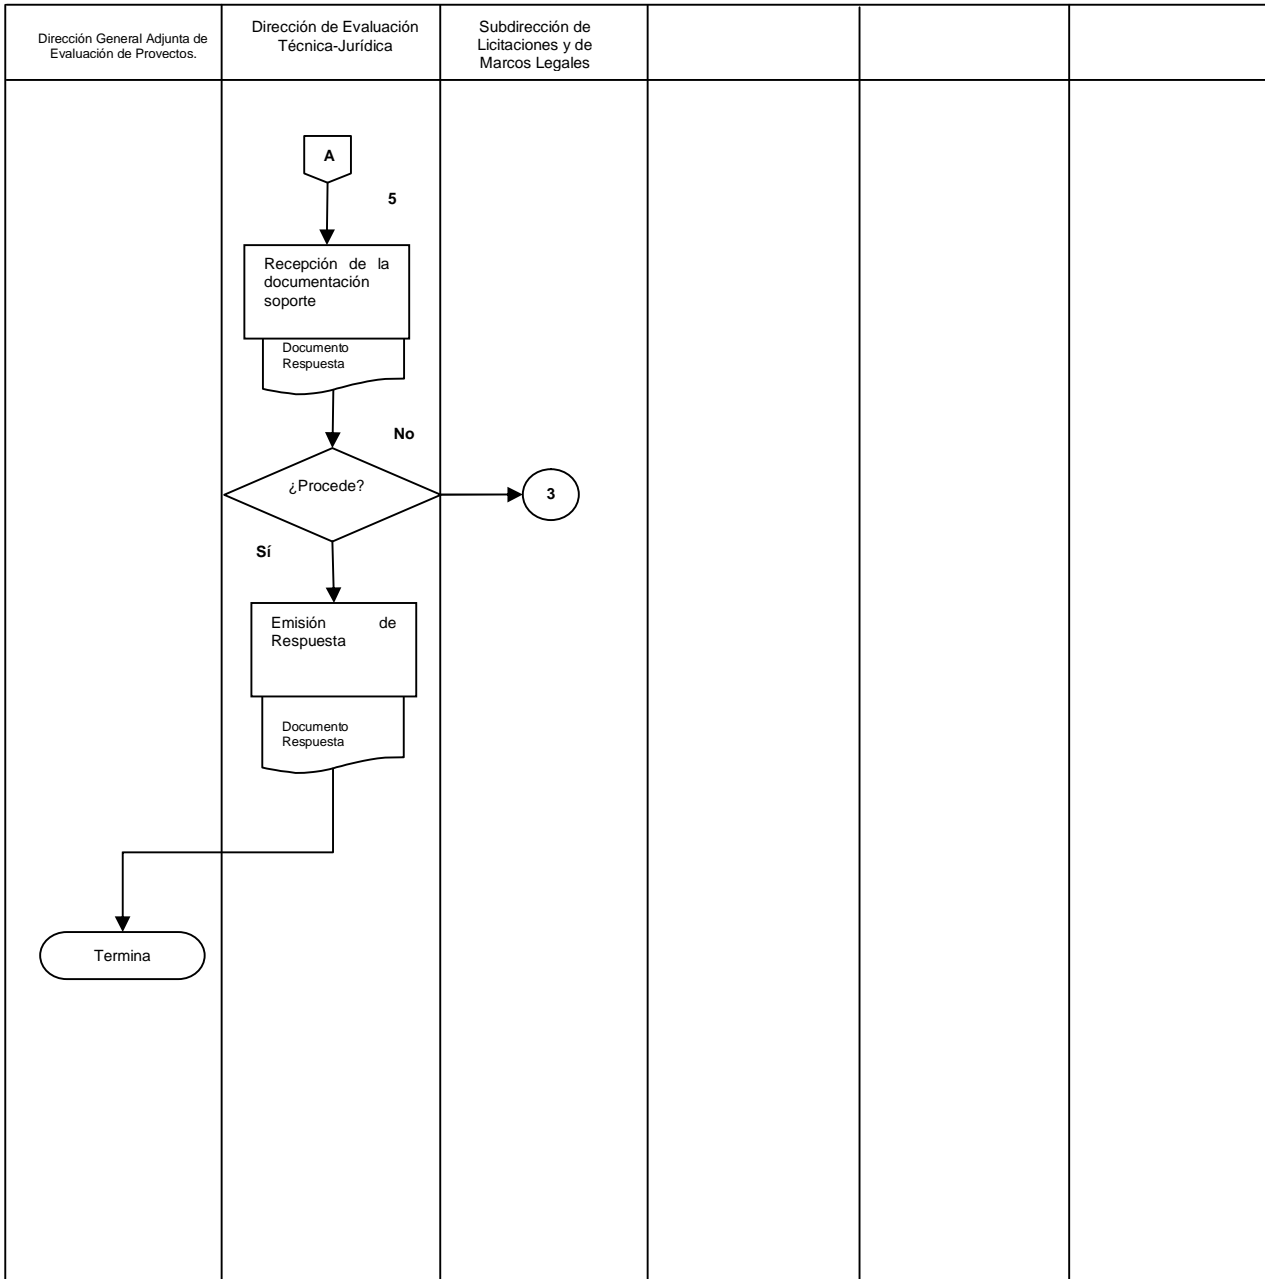 Dirección General Adjunta de
Evaluación de Proyectos.
Dirección de Evaluación
Técnica-Jurídica
Subdirección de
Licitaciones y de
Marcos Legales
A
5
Recepción de la
documentación
soporte
Documento
Respuesta
No
¿Procede?
3
Sí
Emisión de
Respuesta
Documento
Respuesta
Termina